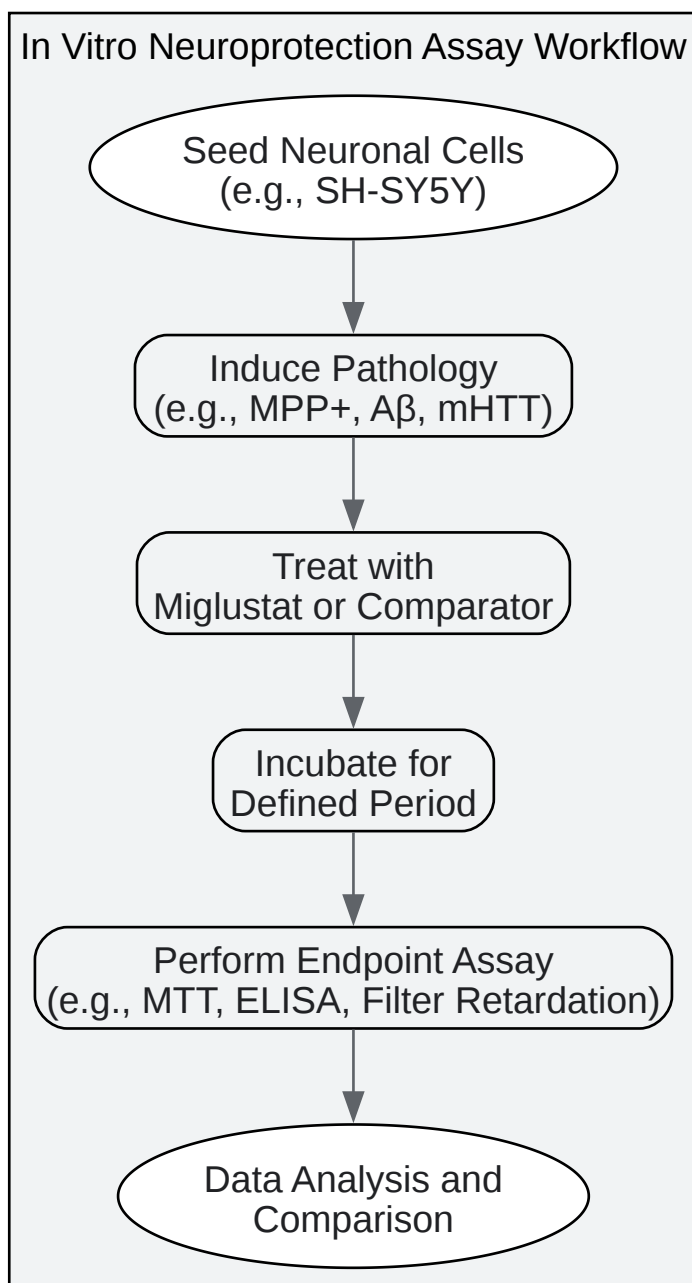 In Vitro Neuroprotection Assay Workflow
Seed Neuronal Cells
(e.g., SH-SY5Y)
Induce Pathology
(e.g., MPP+, Aβ, mHTT)
Treat with
Miglustat or Comparator
Incubate for
Defined Period
Perform Endpoint Assay
(e.g., MTT, ELISA, Filter Retardation)
Data Analysis and
Comparison